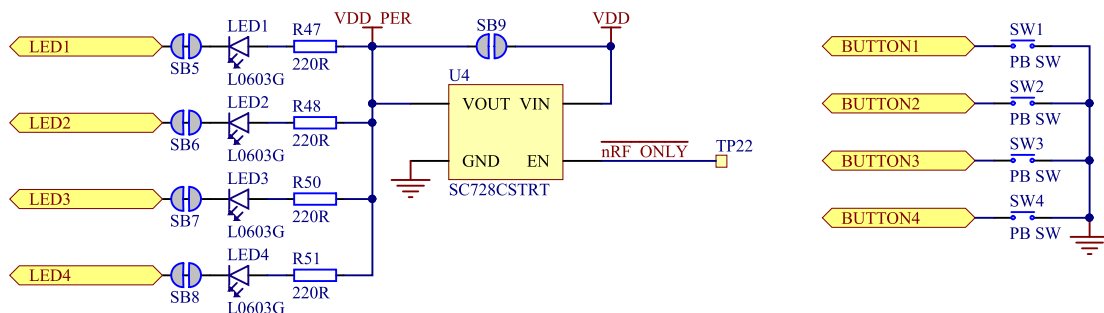 VDD_PER
SB9
VDD
LED1
SB5
LED1
L0603G
R47
220R
LED2
SB6
LED2
L0603G
R48
220R
LED3
SB7
LED3
L0603G
R50
220R
LED4
SB8
LED4
L0603G
R51
220R
U4
VOUT VIN
GND EN
SC728CSTRT
nRF_ONLY
TP22
BUTTON1
SW1
PB SW
BUTTON2
SW2
PB SW
BUTTON3
SW3
PB SW
BUTTON4
SW4
PB SW